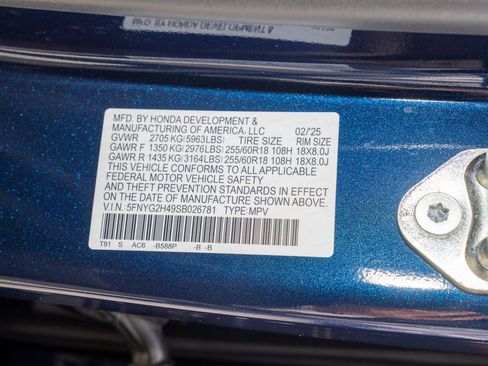 MFD. BY HONDA DEVELOPMENT &
MANUFACTURING OF AMERICA, LLC 02/25
GVWR 2705 KG(5963LBS) TIRE SIZE RIM SIZE
GAWR F 1350 KG(2976LBS) 255/60R18 108H 18X8.0J
GAWR R 1435 KG(3164LBS) 255/60R18 108H 18X8.0J
THIS VEHICLE CONFORMS TO ALL APPLICABLE
FEDERAL MOTOR VEHICLE SAFETY
AND THEFT PREVENTION STANDARDS IN EFFECT
ON THE DATE OF MANUFACTURE SHOWN ABOVE.
V.I.N. 5FNYG2H49SB026781 TYPE: MPV
T91 S AC6 -B588P -B -B